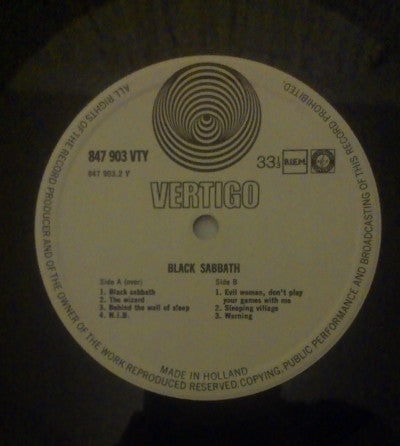 ALL RIGHTS OF THE RECORD PRODUCER AND OF THE OWNER OF THE WORK REPRODUCED RESERVED. COPYING, PUBLIC PERFORMANCE AND BROADCASTING OF THIS RECORD PROHIBITED.
847 903 VTY
847 903.2 Y
33⅓
B.I.E.M.
VERTIGO
BLACK SABBATH
Side A (over)
1. Black sabbath
2. The wizard
3. Behind the wall of sleep
4. N.I.B.
Side B
1. Evil woman, don't play
your games with me
2. Sleeping village
3. Warning
MADE IN HOLLAND